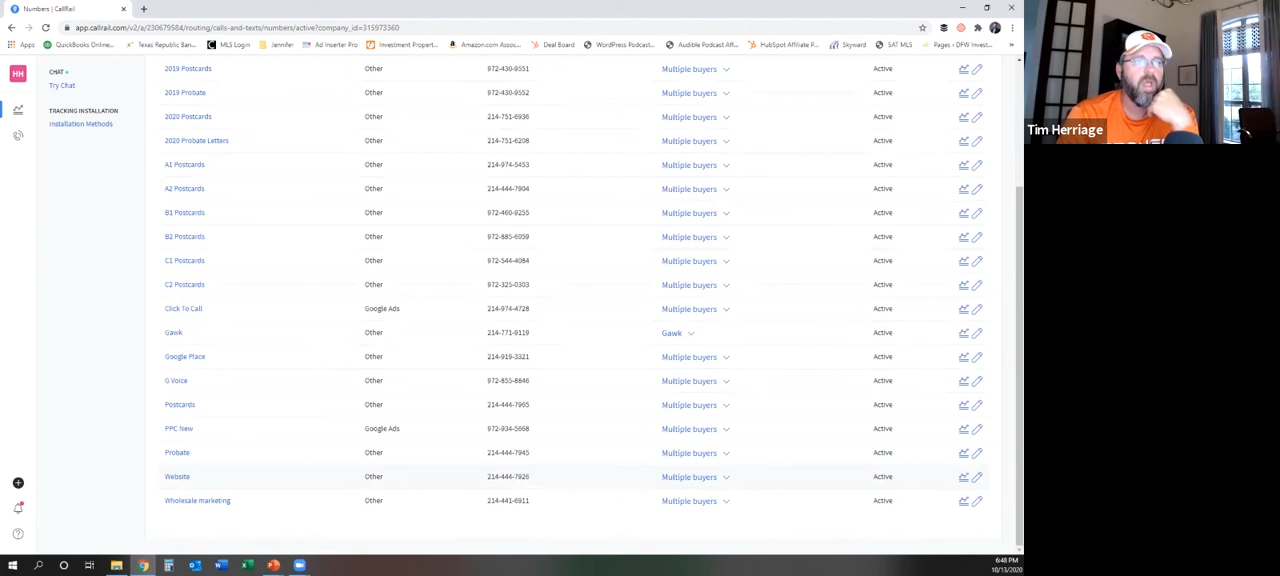 Numbers | CallRail
app.callrail.com/v2/a/230679584/routing/calls-and-texts/numbers/active?company_id=315973360
Apps QuickBooks Online... Texas Republic Ban... MLS Login Jennifer Ad Inserter Pro Investment Propert... Amazon.com Assoc... Deal Board WordPress Podcast... Audible Podcast Aff... HubSpot Affiliate P... Skyward SAT MLS Pages ‹ DFW Invest... »
HH
CHAT
Try Chat
TRACKING INSTALLATION
Installation Methods
2019 Postcards Other 972-430-9551 Multiple buyers Active
2019 Probate Other 972-430-9552 Multiple buyers Active
2020 Postcards Other 214-751-6936 Multiple buyers Active
2020 Probate Letters Other 214-751-6208 Multiple buyers Active
A1 Postcards Other 214-974-5453 Multiple buyers Active
A2 Postcards Other 214-444-7904 Multiple buyers Active
B1 Postcards Other 972-460-9255 Multiple buyers Active
B2 Postcards Other 972-885-6059 Multiple buyers Active
C1 Postcards Other 972-544-4084 Multiple buyers Active
C2 Postcards Other 972-325-0303 Multiple buyers Active
Click To Call Google Ads 214-974-4728 Multiple buyers Active
Gawk Other 214-771-9119 Gawk Active
Google Place Other 214-919-3321 Multiple buyers Active
G Voice Other 972-855-8846 Multiple buyers Active
Postcards Other 214-444-7965 Multiple buyers Active
PPC New Google Ads 972-934-5668 Multiple buyers Active
Probate Other 214-444-7945 Multiple buyers Active
Website Other 214-444-7926 Multiple buyers Active
Wholesale marketing Other 214-441-6911 Multiple buyers Active
Tim Herriage
6:48 PM
10/13/2020